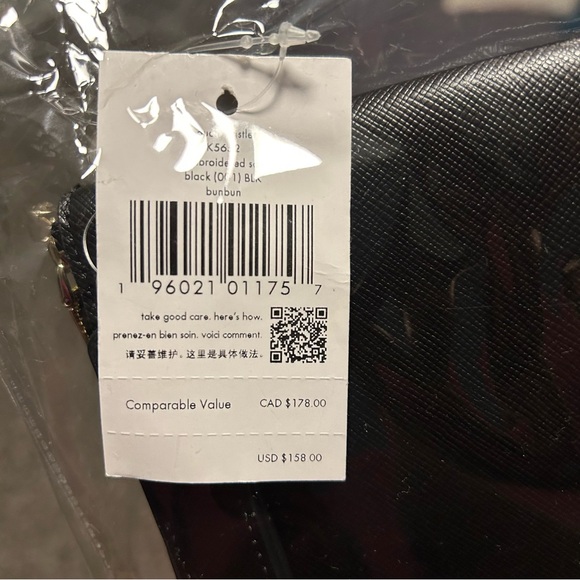 K5652
black (001) BLK
bunbun
1 96021 01175 7
take good care. here's how.
prenez-en bien soin. voici comment.
请妥善维护。这里是具体做法。
Comparable Value CAD $178.00
USD $158.00